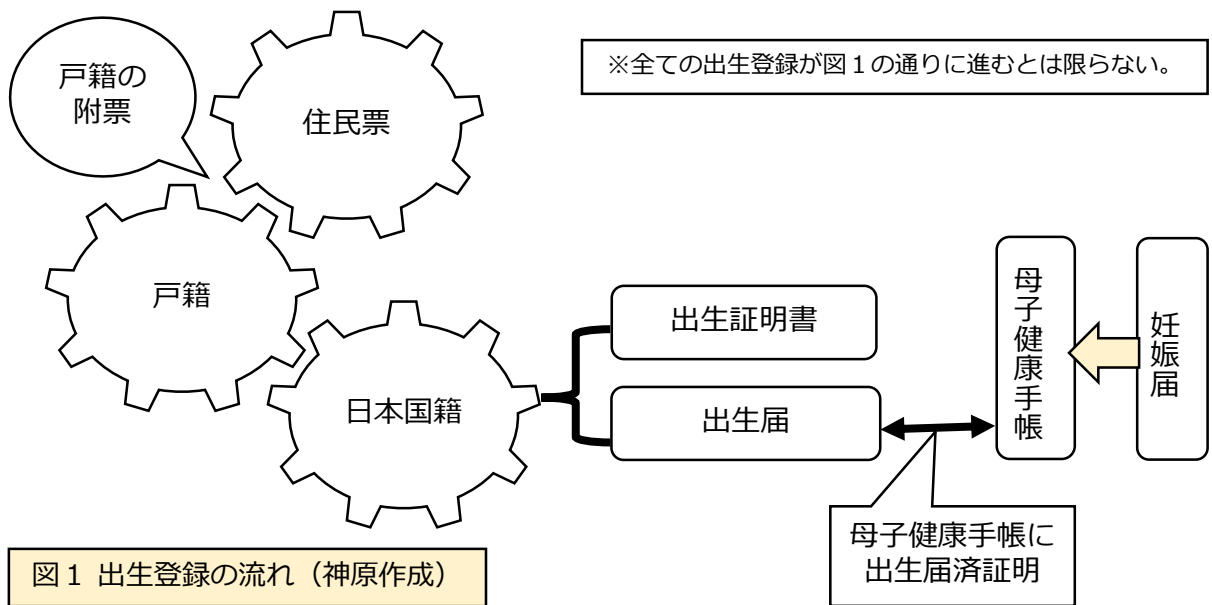 戸籍の
附票
住民票
※全ての出生登録が図１の通りに進むとは限らない。
戸籍
日本国籍
出生証明書
出生届
母子健康手帳
妊娠届
母子健康手帳に
出生届済証明
図１ 出生登録の流れ（神原作成）